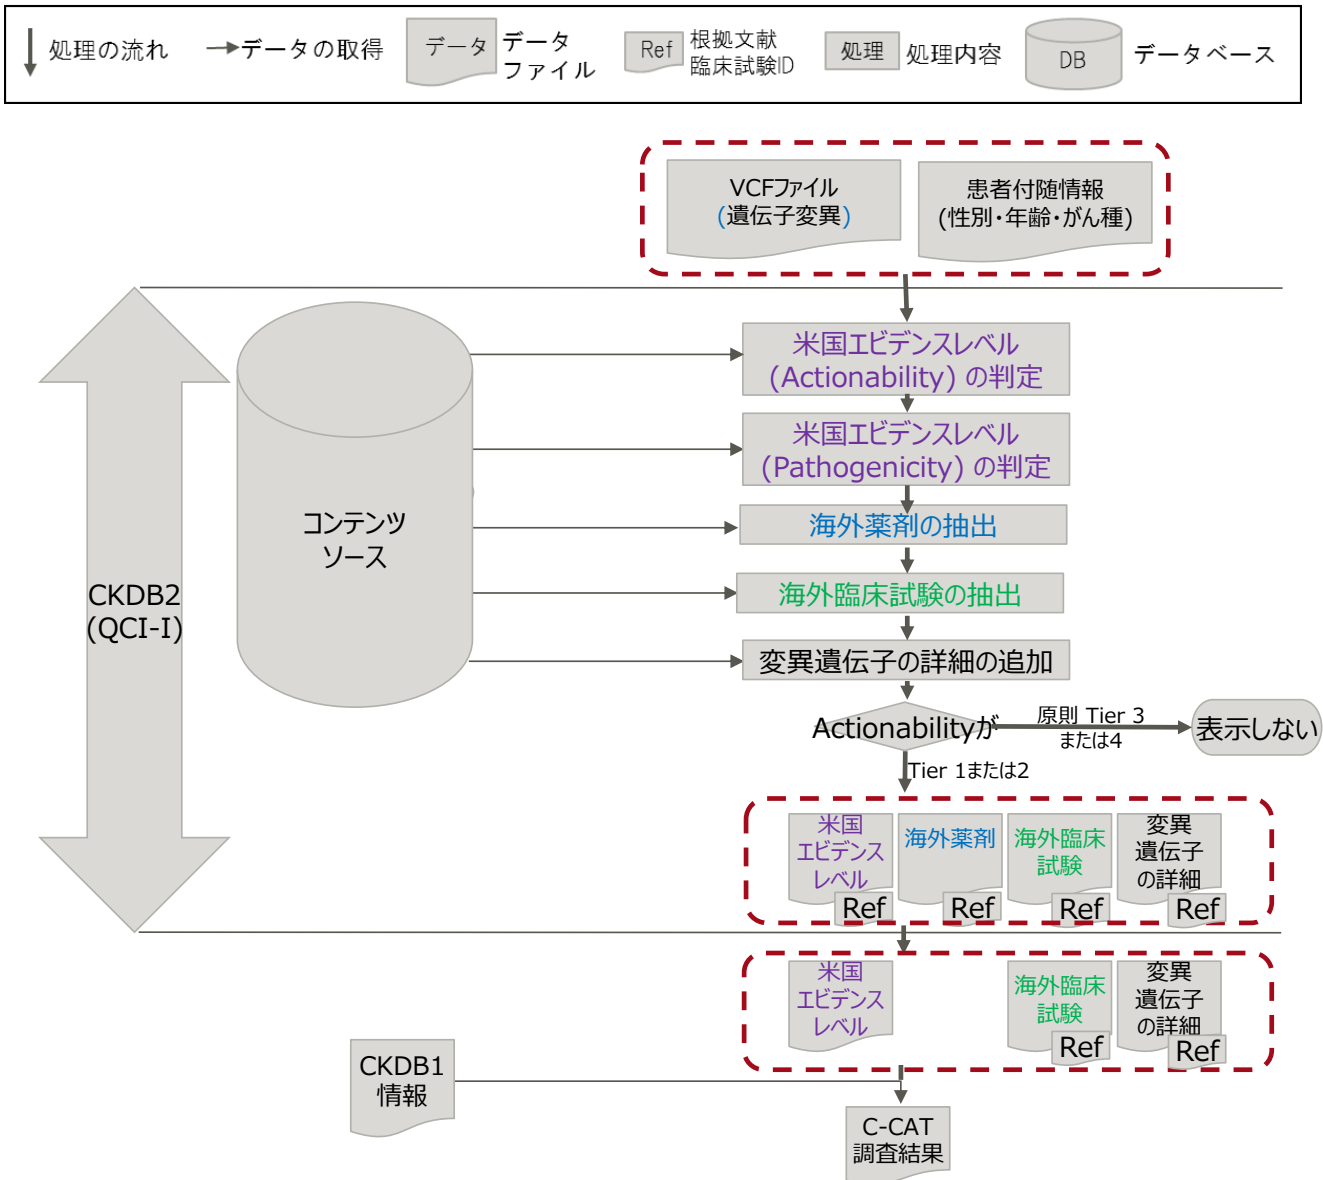 処理の流れ
データの取得
データ
データ
ファイル
Ref
根拠文献
臨床試験ID
処理
処理内容
DB
データベース
VCFファイル
(遺伝子変異)
患者付随情報
(性別・年齢・がん種)
米国エビデンスレベル
(Actionability) の判定
米国エビデンスレベル
(Pathogenicity) の判定
コンテンツ
ソース
海外薬剤の抽出
CKDB2
(QCI-I)
海外臨床試験の抽出
変異遺伝子の詳細の追加
Actionabilityが
原則 Tier 3
または4
表示しない
Tier 1または2
米国
エビデンス
レベル
Ref
海外薬剤
Ref
海外臨床
試験
Ref
変異
遺伝子
の詳細
Ref
米国
エビデンス
レベル
海外臨床
試験
Ref
変異
遺伝子
の詳細
Ref
CKDB1
情報
C-CAT
調査結果